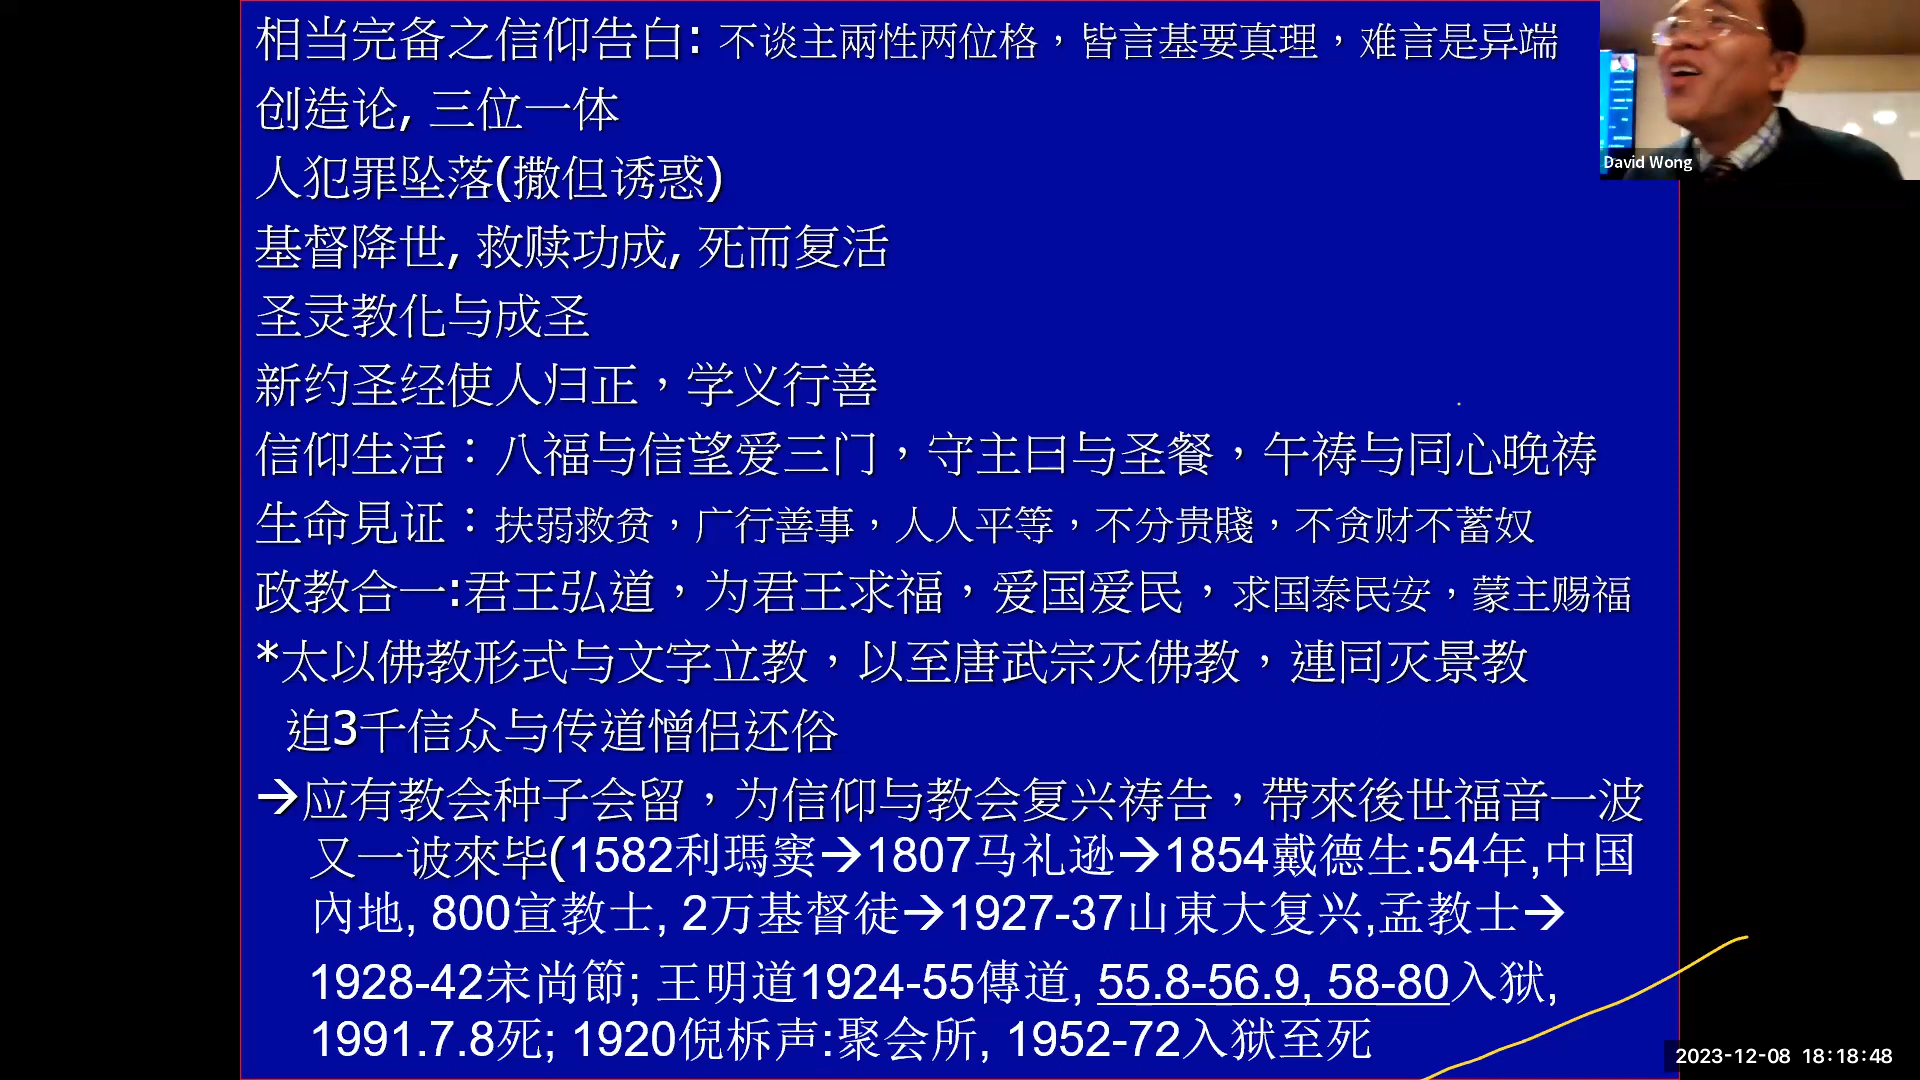 相当完备之信仰告白: 不谈主兩性两位格，皆言基要真理，难言是异端
创造论, 三位一体
人犯罪坠落(撒但诱惑)
基督降世, 救赎功成, 死而复活
圣灵教化与成圣
新约圣经使人归正，学义行善
信仰生活：八福与信望爱三门，守主日与圣餐，午祷与同心晚祷
生命見证：扶弱救贫，广行善事，人人平等，不分贵賤，不贪财不蓄奴
政教合一:君王弘道，为君王求福，爱国爱民，求国泰民安，蒙主赐福
*太以佛教形式与文字立教，以至唐武宗灭佛教，連同灭景教
迫3千信众与传道憎侣还俗
→应有教会种子会留，为信仰与教会复兴祷告，帶來後世福音一波
又一诐來毕(1582利瑪窦→1807马礼逊→1854戴德生:54年,中国
內地, 800宣教士, 2万基督徒→1927-37山東大复兴,孟教士→
1928-42宋尚節; 王明道1924-55傳道, 55.8-56.9, 58-80入狱,
1991.7.8死; 1920倪柝声:聚会所, 1952-72入狱至死
David Wong
2023-12-08 18:18:48